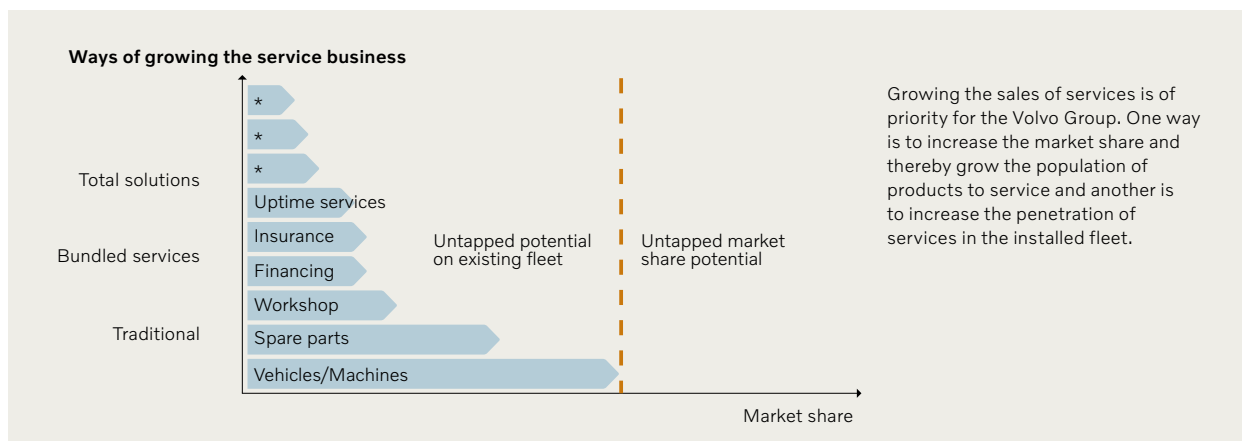 Ways of growing the service business
*
*
*
Total solutions
Uptime services
Insurance
Bundled services
Financing
Workshop
Traditional
Spare parts
Vehicles/Machines
Untapped potential
on existing fleet
Untapped market
share potential
Market share
Growing the sales of services is of
priority for the Volvo Group. One way
is to increase the market share and
thereby grow the population of
products to service and another is
to increase the penetration of
services in the installed fleet.